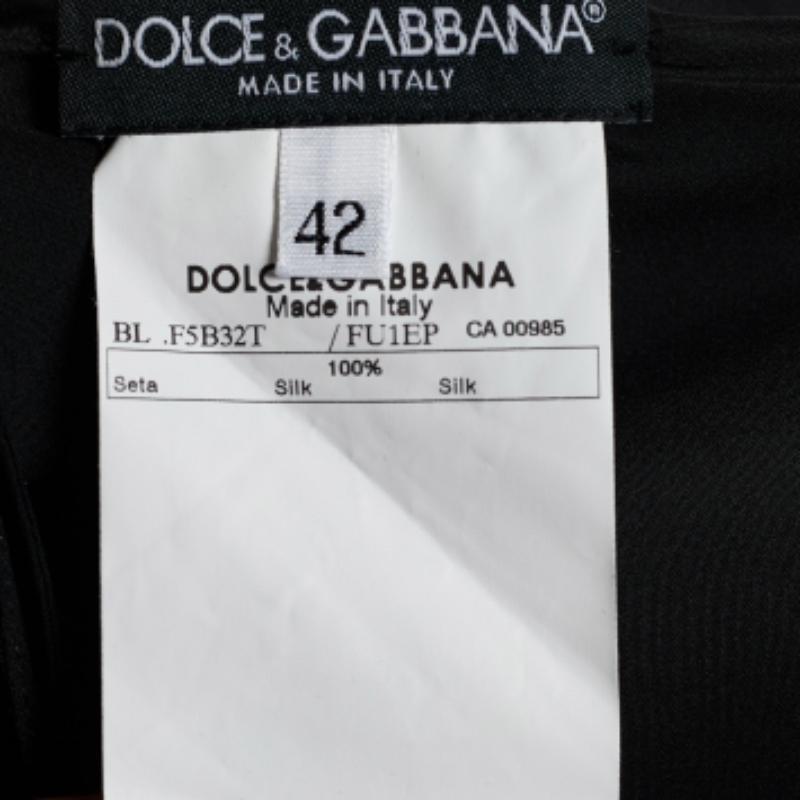 DOLCE & GABBANA®
MADE IN ITALY
42
DOLCE&GABBANA
Made in Italy
BL .F5B32T /FU1EP CA 00985
100%
Seta Silk Silk